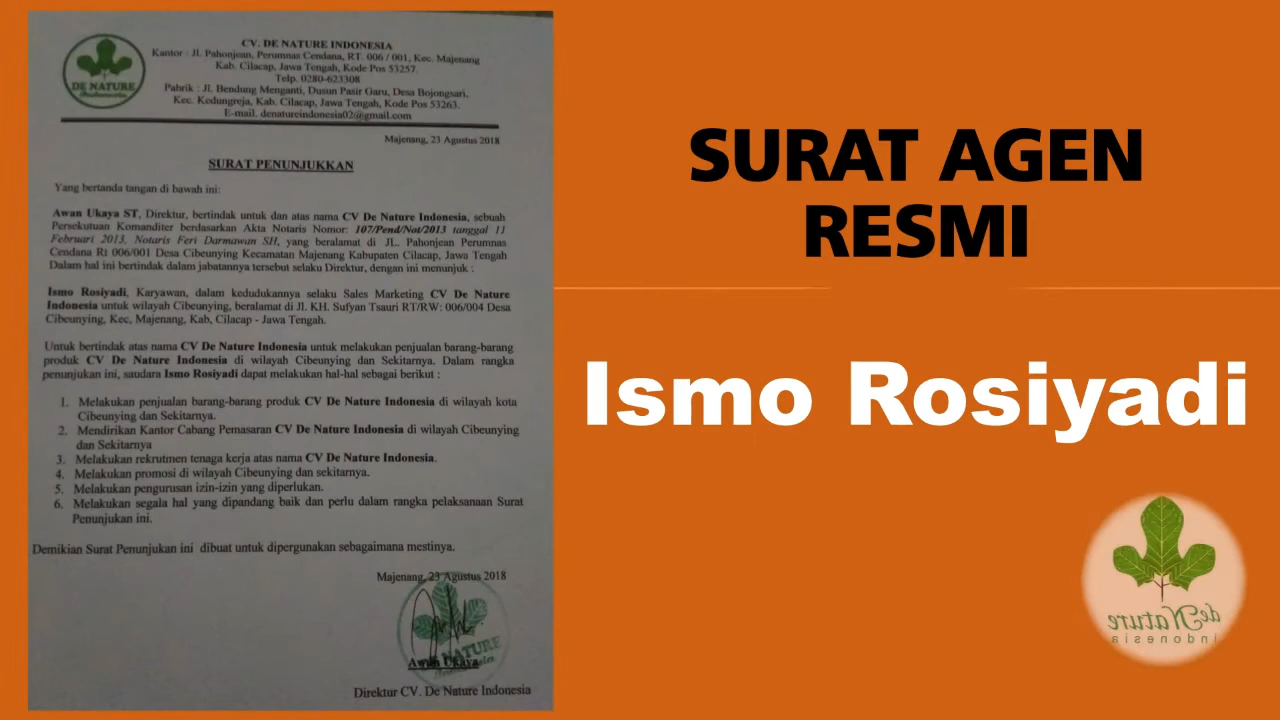 DE NATURE
Indonesia
CV. DE NATURE INDONESIA
Kantor : Jl. Pahonjean, Perumnas Cendana, RT. 006 / 001, Kec. Majenang
Kab. Cilacap, Jawa Tengah, Kode Pos 53257.
Telp. 0280-623308
Pabrik : Jl. Bendung Menganti, Dusun Pasir Garu, Desa Bojongsari,
Kec. Kedungreja, Kab. Cilacap, Jawa Tengah, Kode Pos 53263.
E-mail. denatureindonesia02@gmail.com
Majenang, 23 Agustus 2018
SURAT PENUNJUKKAN
Yang bertanda tangan di bawah ini:
Awan Ukaya ST, Direktur, bertindak untuk dan atas nama CV De Nature Indonesia, sebuah
Persekutuan Komanditer berdasarkan Akta Notaris Nomor: 107/Pend/Not/2013 tanggal 11
Februari 2013, Notaris Feri Darmawan SH, yang beralamat di JL.. Pahonjean Perumnas
Cendana Rt 006/001 Desa Cibeunying Kecamatan Majenang Kabupaten Cilacap, Jawa Tengah
Dalam hal ini bertindak dalam jabatannya tersebut selaku Direktur, dengan ini menunjuk :
Ismo Rosiyadi, Karyawan, dalam kedudukannya selaku Sales Marketing CV De Nature
Indonesia untuk wilayah Cibeunying, beralamat di Jl. KH. Sufyan Tsauri RT/RW: 006/004 Desa
Cibeunying, Kec, Majenang, Kab, Cilacap - Jawa Tengah.
Untuk bertindak atas nama CV De Nature Indonesia untuk melakukan penjualan barang-barang
produk CV De Nature Indonesia di wilayah Cibeunying dan Sekitarnya. Dalam rangka
penunjukan ini, saudara Ismo Rosiyadi dapat melakukan hal-hal sebagai berikut :
1. Melakukan penjualan barang-barang produk CV De Nature Indonesia di wilayah kota
Cibeunying dan Sekitarnya.
2. Mendirikan Kantor Cabang Pemasaran CV De Nature Indonesia di wilayah Cibeunying
dan Sekitarnya
3. Melakukan rekrutmen tenaga kerja atas nama CV De Nature Indonesia.
4. Melakukan promosi di wilayah Cibeunying dan sekitarnya.
5. Melakukan pengurusan izin-izin yang diperlukan.
6. Melakukan segala hal yang dipandang baik dan perlu dalam rangka pelaksanaan Surat
Penunjukan ini.
Demikian Surat Penunjukan ini dibuat untuk dipergunakan sebagaimana mestinya.
Majenang, 23 Agustus 2018
DE NATURE
Indonesia
Awan Ukaya
Direktur CV. De Nature Indonesia
SURAT AGEN
RESMI
Ismo Rosiyadi
deNature
indonesia